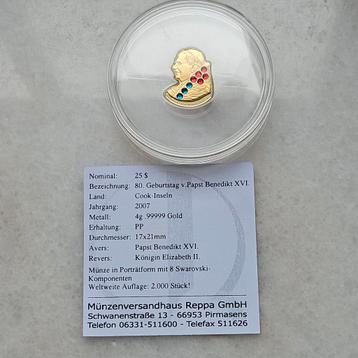 Nominal: 25 $
Bezeichnung: 80. Geburtstag v.Papst Benedikt XVI.
Land: Cook-Inseln
Jahrgang: 2007
Metall: 4g .99999 Gold
Erhaltung: PP
Durchmesser: 17x21mm
Avers: Papst Benedikt XVI.
Revers: Königin Elizabeth II.
Münze in Porträtform mit 8 Swarovski-
Komponenten
Weltweite Auflage: 2.000 Stück!
Münzenversandhaus Reppa GmbH
Schwanenstraße 13 - 66953 Pirmasens
Telefon 06331-511600 - Telefax 511626